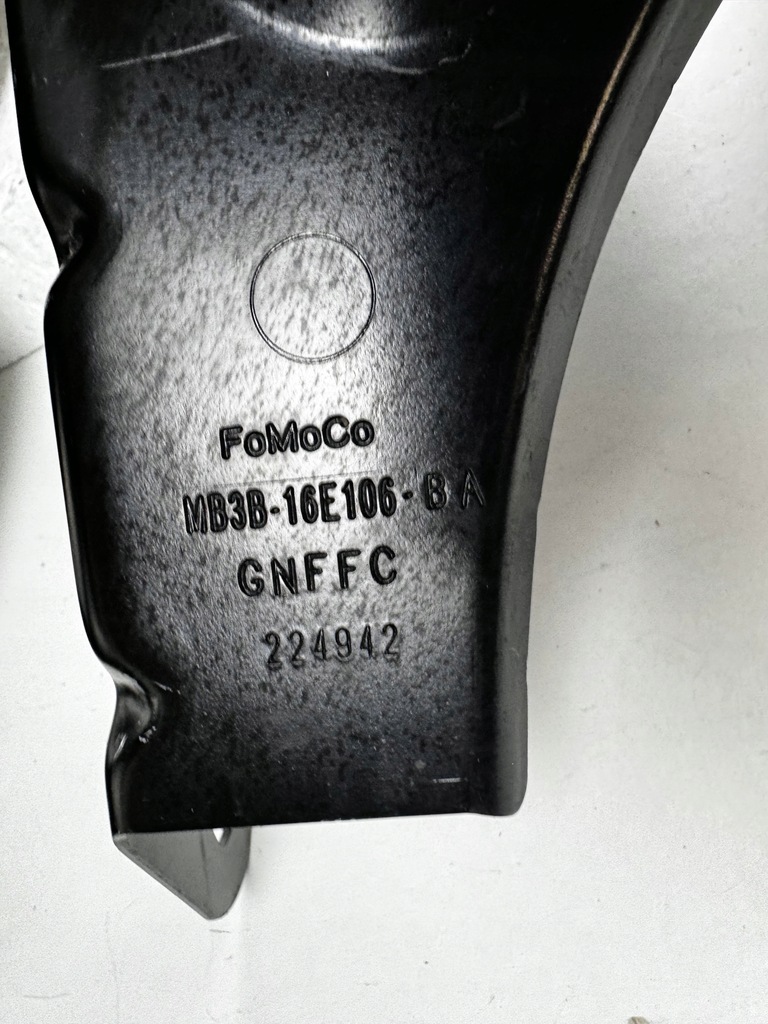 FoMoCo
MB3B-16E106-BA
GNFFC
224942